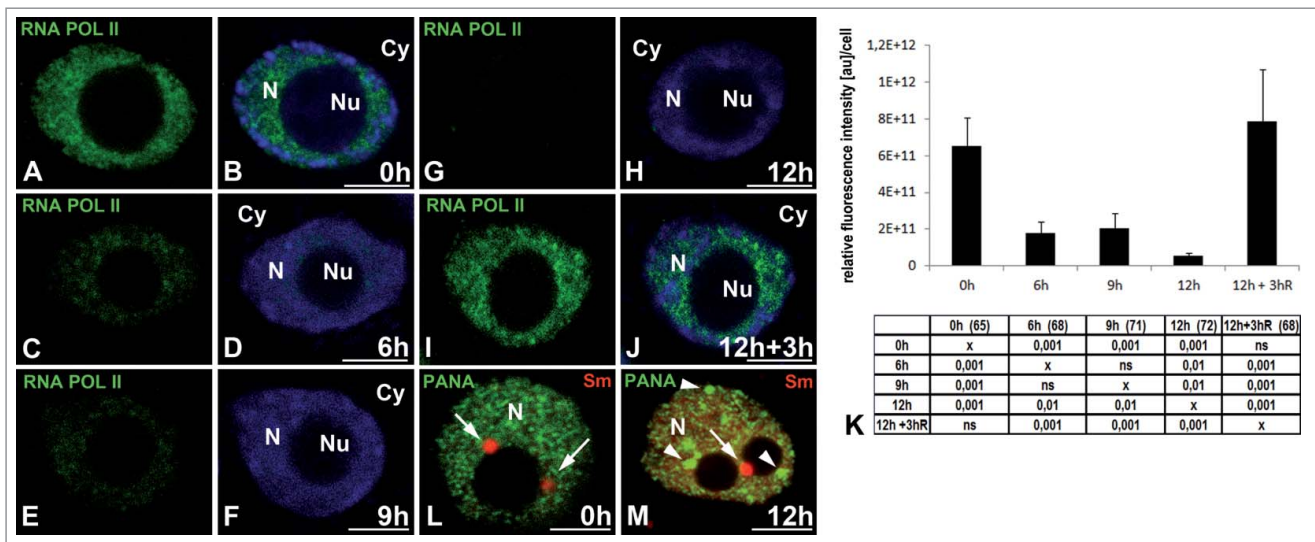 RNA POL II
A
Cy
N
Nu
B
0h
RNA POL II
G
Cy
N
Nu
H
12h
RNA POL II
C
Cy
N
Nu
D
6h
RNA POL II
I
Cy
N
Nu
J
12h+3h
RNA POL II
E
Cy
N
Nu
F
9h
PANA
Sm
N
L
0h
PANA
Sm
N
M
12h
relative fluorescence intensity [au]/cell
1,2E+12
1E+12
8E+11
6E+11
4E+11
2E+11
0
0h 6h 9h 12h 12h + 3hR
0h (65) 6h (68) 9h (71) 12h (72) 12h+3hR (68)
0h x 0,001 0,001 0,001 ns
6h 0,001 x ns 0,01 0,001
9h 0,001 ns x 0,01 0,001
12h 0,001 0,01 0,01 x 0,001
12h +3hR ns 0,001 0,001 0,001 x
K